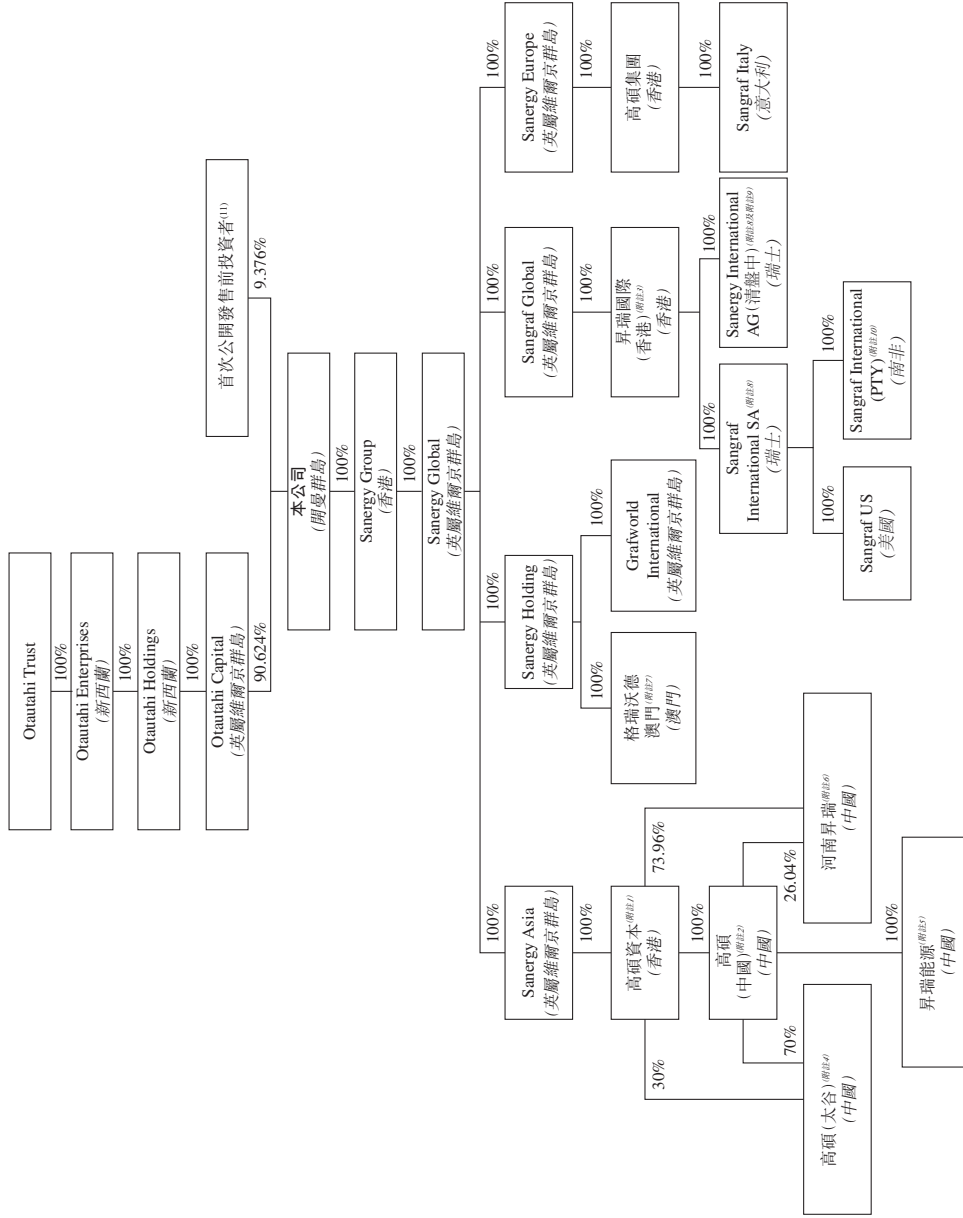 Otautahi Trust
100%
Otautahi Enterprises
(新西蘭)
100%
Otautahi Holdings
(新西蘭)
100%
Otautahi Capital
(英屬維爾京群島)
90.624%
首次公開發售前投資者(11)
9.376%
本公司
(開曼群島)
100%
Sanergy Group
(香港)
100%
Sanergy Global
(英屬維爾京群島)
100%
Sanergy Asia
(英屬維爾京群島)
100%
高碩資本(附註1)
(香港)
30%
100%
73.96%
高碩
(中國)(附註2)
(中國)
70%
26.04%
高碩(太谷)(附註4)
(中國)
河南昇瑞(附註6)
(中國)
100%
昇瑞能源(附註5)
(中國)
100%
Sanergy Holding
(英屬維爾京群島)
100%
100%
格瑞沃德
澳門(附註7)
(澳門)
Grafworld
International
(英屬維爾京群島)
100%
Sangraf Global
(英屬維爾京群島)
100%
昇瑞國際
(香港)(附註3)
(香港)
100%
100%
Sangraf
International SA(附註8)
(瑞士)
Sanergy International
AG(清盤中)(附註8及附註9)
(瑞士)
100%
100%
Sangraf US
(美國)
Sangraf International
(PTY)(附註10)
(南非)
100%
Sanergy Europe
(英屬維爾京群島)
100%
高碩集團
(香港)
100%
Sangraf Italy
(意大利)